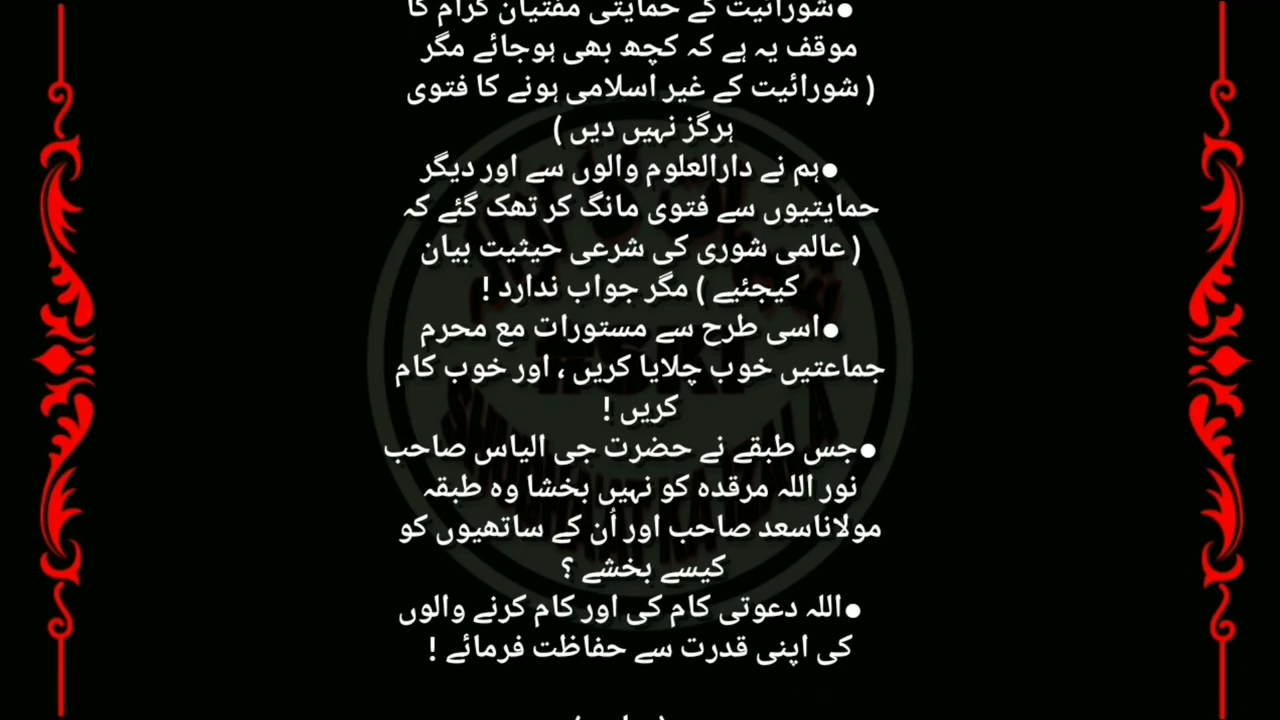 ●شورائیت کے حمایتی مفتیان کرام کا
موقف یہ ہے کہ کچھ بھی ہوجائے مگر
( شورائیت کے غیر اسلامی ہونے کا فتوی
ہرگز نہیں دیں )
●ہم نے دارالعلوم والوں سے اور دیگر
حمایتیوں سے فتوی مانگ کر تھک گئے کہ
( عالمی شوری کی شرعی حیثیت بیان
کیجئیے ) مگر جواب ندارد !
●اسی طرح سے مستورات مع محرم
جماعتیں خوب چلایا کریں ، اور خوب کام
کریں !
●جس طبقے نے حضرت جی الیاس صاحب
نور اللہ مرقدہ کو نہیں بخشا وہ طبقہ
مولاناسعد صاحب اور اُن کے ساتھیوں کو
کیسے بخشے ؟
●اللہ دعوتی کام کی اور کام کرنے والوں
کی اپنی قدرت سے حفاظت فرمائے !